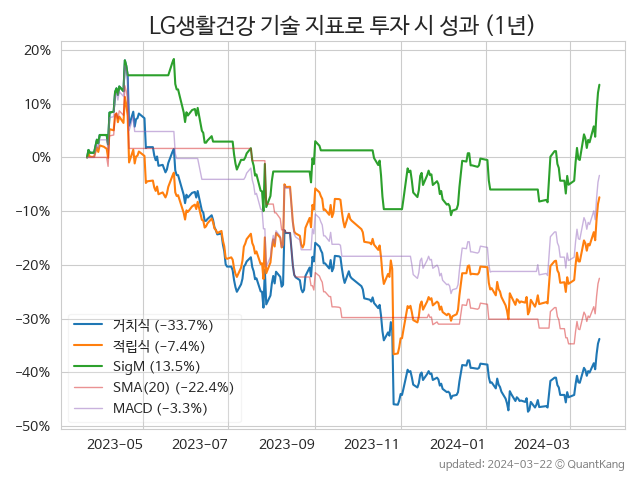 LG생활건강 기술 지표로 투자 시 성과 (1년)
20%
10%
0%
−10%
−20%
−30%
−40%
−50%
거치식 (−33.7%)
적립식 (−7.4%)
SigM (13.5%)
SMA(20) (−22.4%)
MACD (−3.3%)
2023-05 2023-07 2023-09 2023-11 2024-01 2024-03
updated: 2024-03-22 © QuantKang